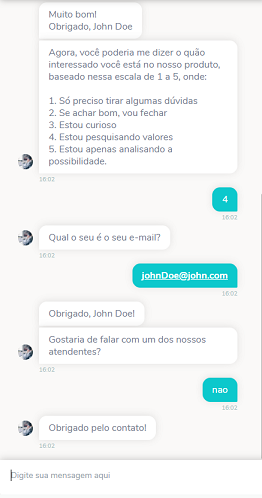 Muito bom!
Obrigado, John Doe
Agora, você poderia me dizer o quão
interessado você está no nosso produto,
baseado nessa escala de 1 a 5, onde:
1. Só preciso tirar algumas dúvidas
2. Se achar bom, vou fechar
3. Estou curioso
4. Estou pesquisando valores
5. Estou apenas analisando a
possibilidade.
16:02
4
16:02
Qual o seu é o seu e-mail?
16:02
johnDoe@john.com
16:02
Obrigado, John Doe!
Gostaria de falar com um dos nossos
atendentes?
16:02
nao
16:02
Obrigado pelo contato!
16:02
Digite sua mensagem aqui